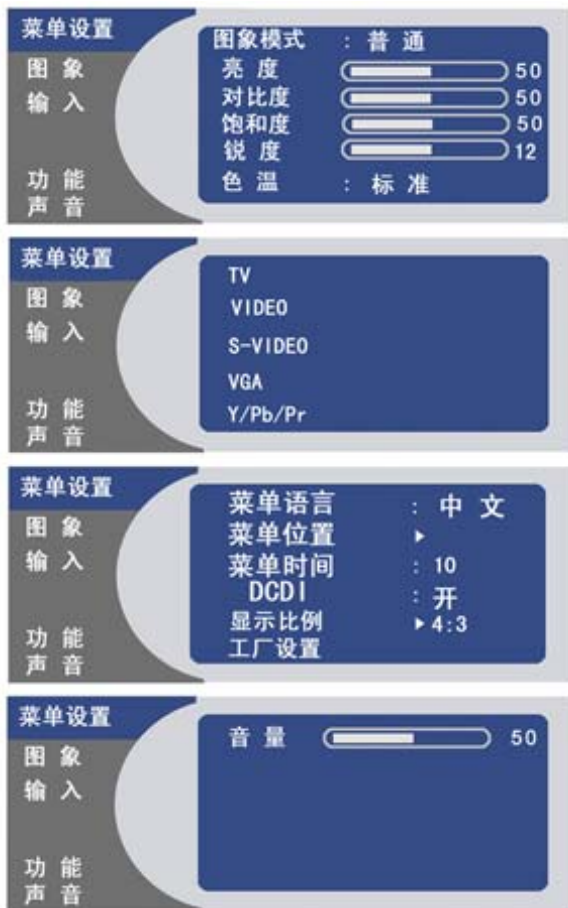 菜单设置
图象
输入
功能
声音
图象模式 : 普通
亮度 50
对比度 50
饱和度 50
锐度 12
色温 : 标准
菜单设置
图象
输入
功能
声音
TV
VIDEO
S-VIDEO
VGA
Y/Pb/Pr
菜单设置
图象
输入
功能
声音
菜单语言 : 中文
菜单位置
菜单时间 : 10
DCDI : 开
显示比例 4:3
工厂设置
菜单设置
图象
输入
功能
声音
音量 50